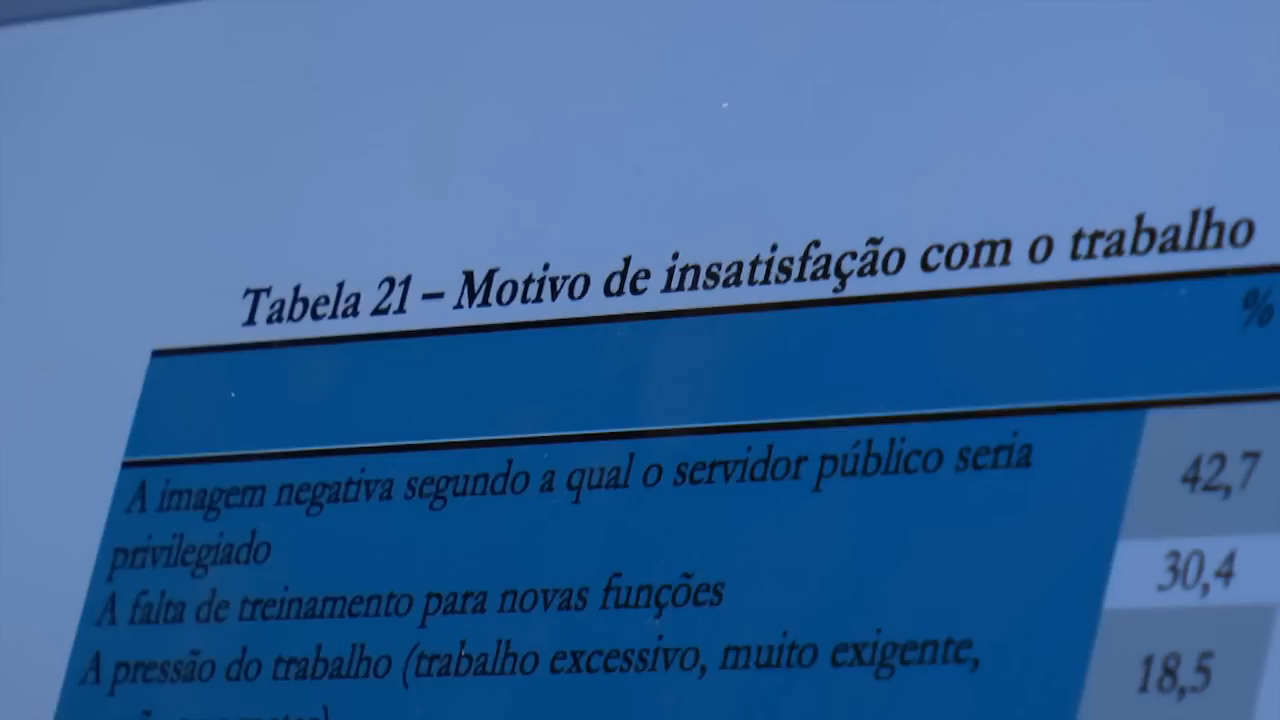 Tabela 21 – Motivo de insatisfação com o trabalho
%
A imagem negativa segundo a qual o servidor público seria 42,7
privilegiado
A falta de treinamento para novas funções 30,4
A pressão do trabalho (trabalho excessivo, muito exigente, 18,5